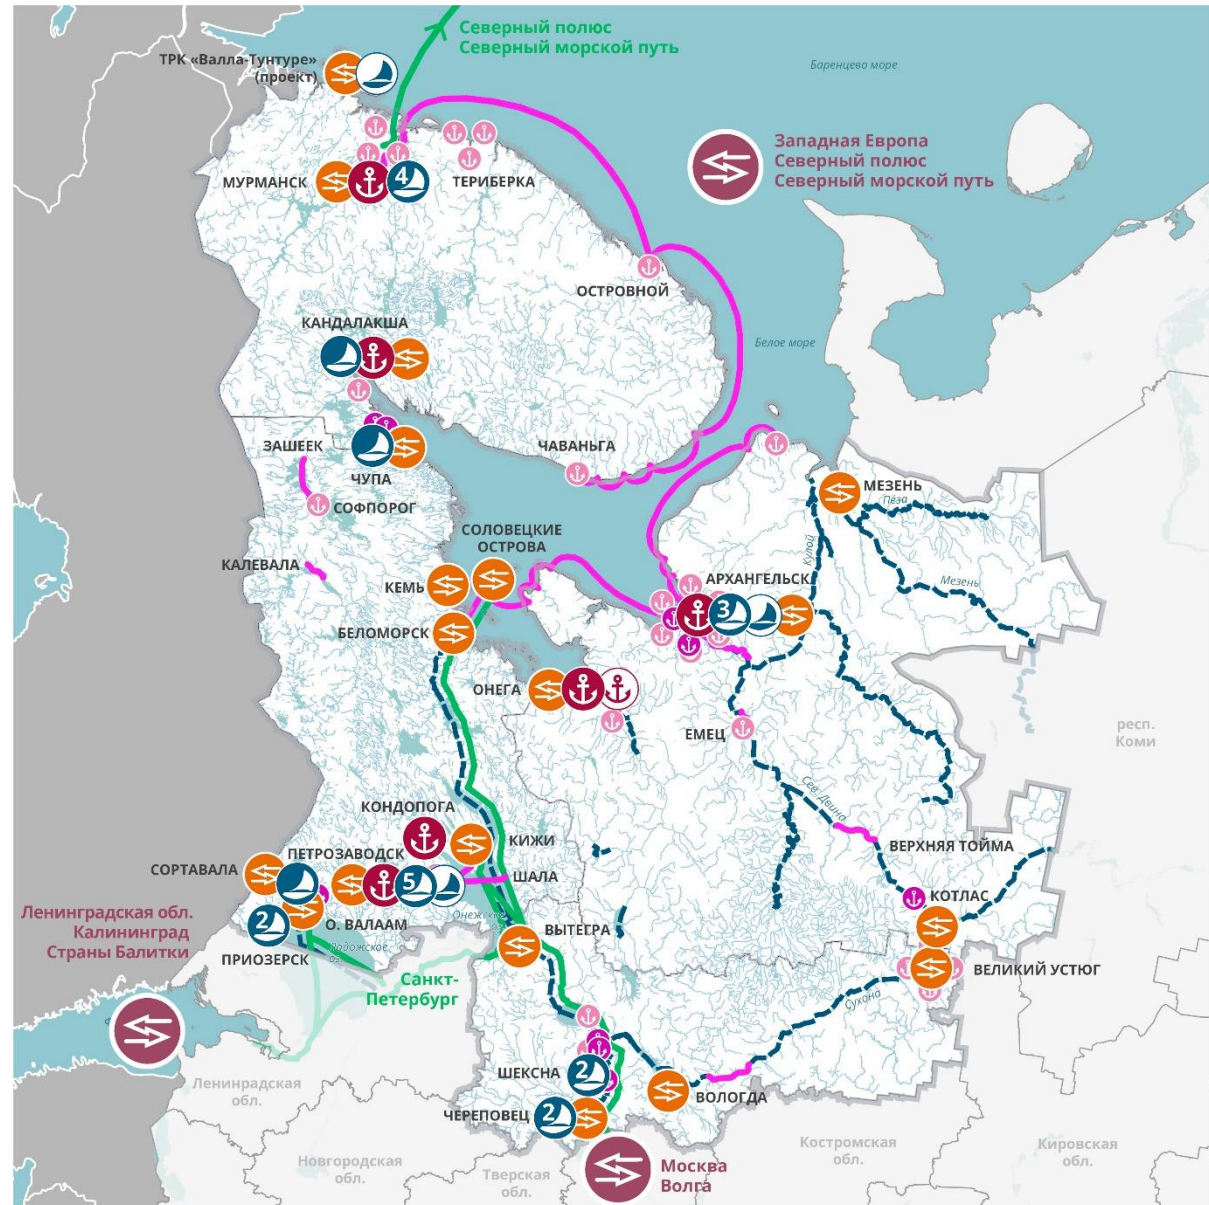 Северный полюс
Северный морской путь
ТРК «Валла-Тунтуре»
(проект)
Баренцево море
Западная Европа
Северный полюс
Северный морской путь
МУРМАНСК
4
ТЕРИБЕРКА
ОСТРОВНОЙ
КАНДАЛАКША
Белое море
ЗАШЕЕК
ЧАВАНЬГА
ЧУПА
МЕЗЕНЬ
Пёза
СОФПОРОГ
СОЛОВЕЦКИЕ
ОСТРОВА
Кулой
КАЛЕВАЛА
КЕМЬ
АРХАНГЕЛЬСК
Мезень
3
БЕЛОМОРСК
ОНЕГА
ЕМЕЦ
респ.
Коми
Сев. Двина
КОНДОПОГА
КИЖИ
ВЕРХНЯЯ ТОЙМА
СОРТАВАЛА
ПЕТРОЗАВОДСК
5
ШАЛА
КОТЛАС
Ленинградская обл.
Калининград
Страны Балитки
2
О. ВАЛААМ
Онежское
оз.
ВЫТЕГРА
ПРИОЗЕРСК
Ладожское
оз.
Санкт-
Петербург
ВЕЛИКИЙ УСТЮГ
Сухона
Ленинрадская
обл.
ШЕКСНА
2
ВОЛОГДА
ЧЕРЕПОВЕЦ
2
Новгородская
обл.
Тверская
обл.
Москва
Волга
Костромская
обл.
Кировская
обл.